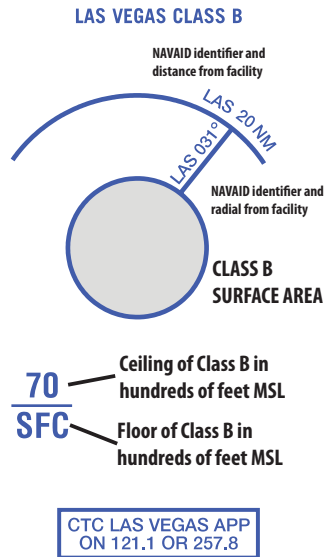 LAS VEGAS CLASS B
NAVAID identifier and
distance from facility
LAS 20 NM
LAS 031°
NAVAID identifier and
radial from facility
CLASS B
SURFACE AREA
70
SFC
Ceiling of Class B in
hundreds of feet MSL
Floor of Class B in
hundreds of feet MSL
CTC LAS VEGAS APP
ON 121.1 OR 257.8